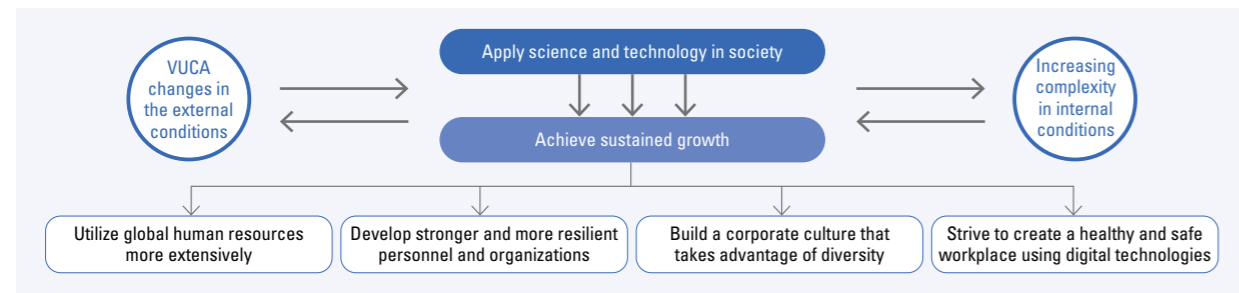 VUCA
changes in
the external
conditions
Apply science and technology in society
Achieve sustained growth
Increasing
complexity
in internal
conditions
Utilize global human resources
more extensively
Develop stronger and more resilient
personnel and organizations
Build a corporate culture that
takes advantage of diversity
Strive to create a healthy and safe
workplace using digital technologies